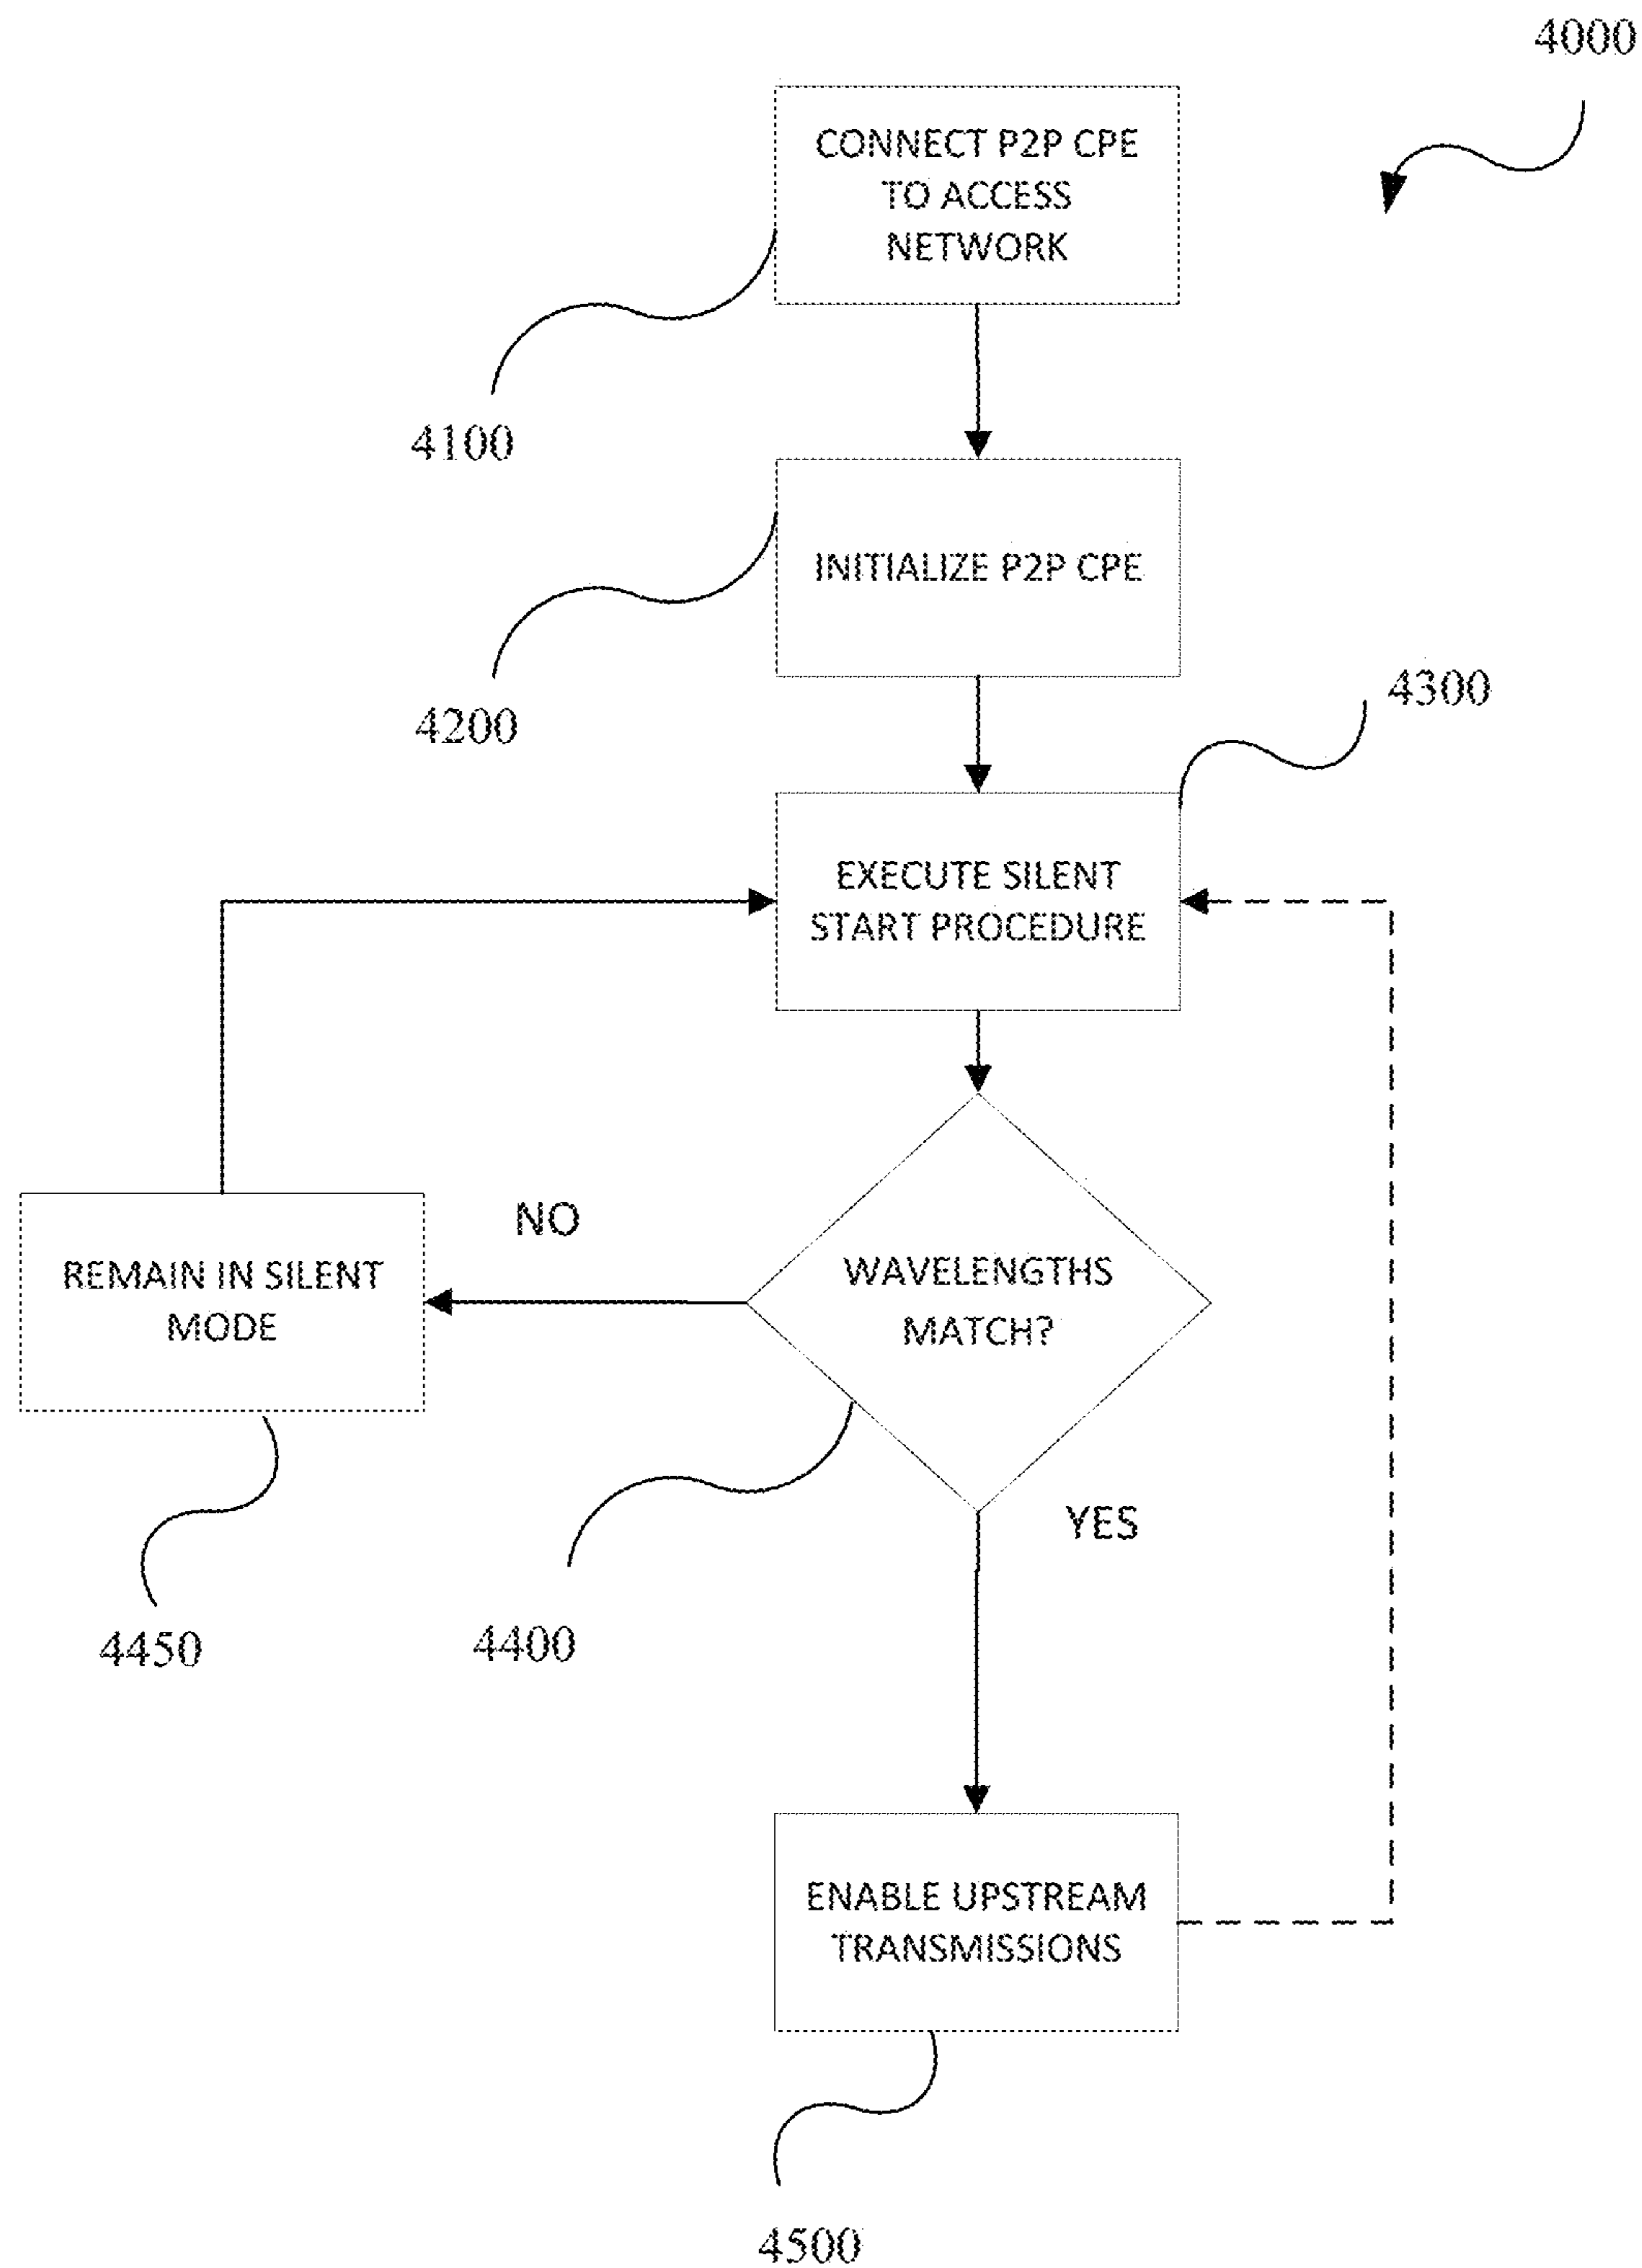 4000
CONNECT P2P CPE
TO ACCESS
NETWORK
4100
INITIALIZE P2P CPE
4200
4300
EXECUTE SILENT
START PROCEDURE
NO
REMAIN IN SILENT
MODE
WAVELENGTHS
MATCH?
YES
4450
4400
ENABLE UPSTREAM
TRANSMISSIONS
4500